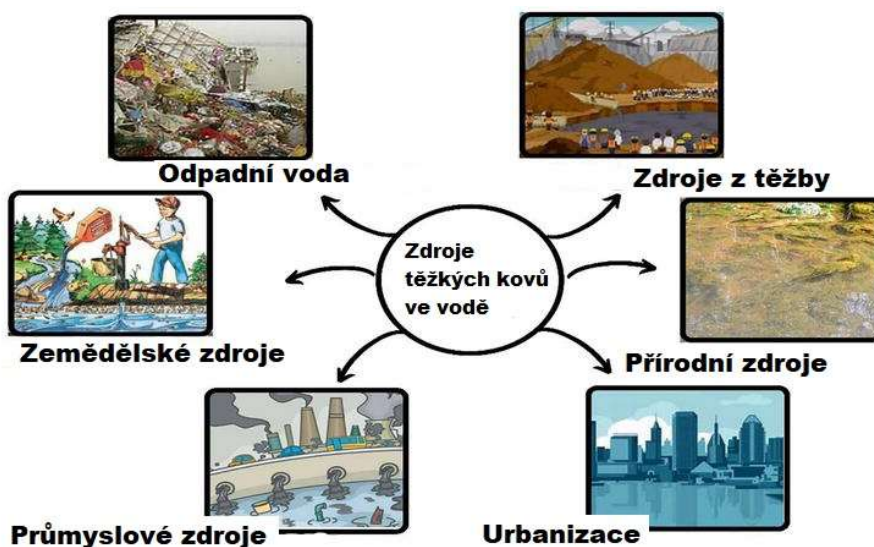 Odpadní voda
Zdroje z těžby
Zdroje
těžkých kovů
ve vodě
Zemědělské zdroje
Přírodní zdroje
Průmyslové zdroje
Urbanizace